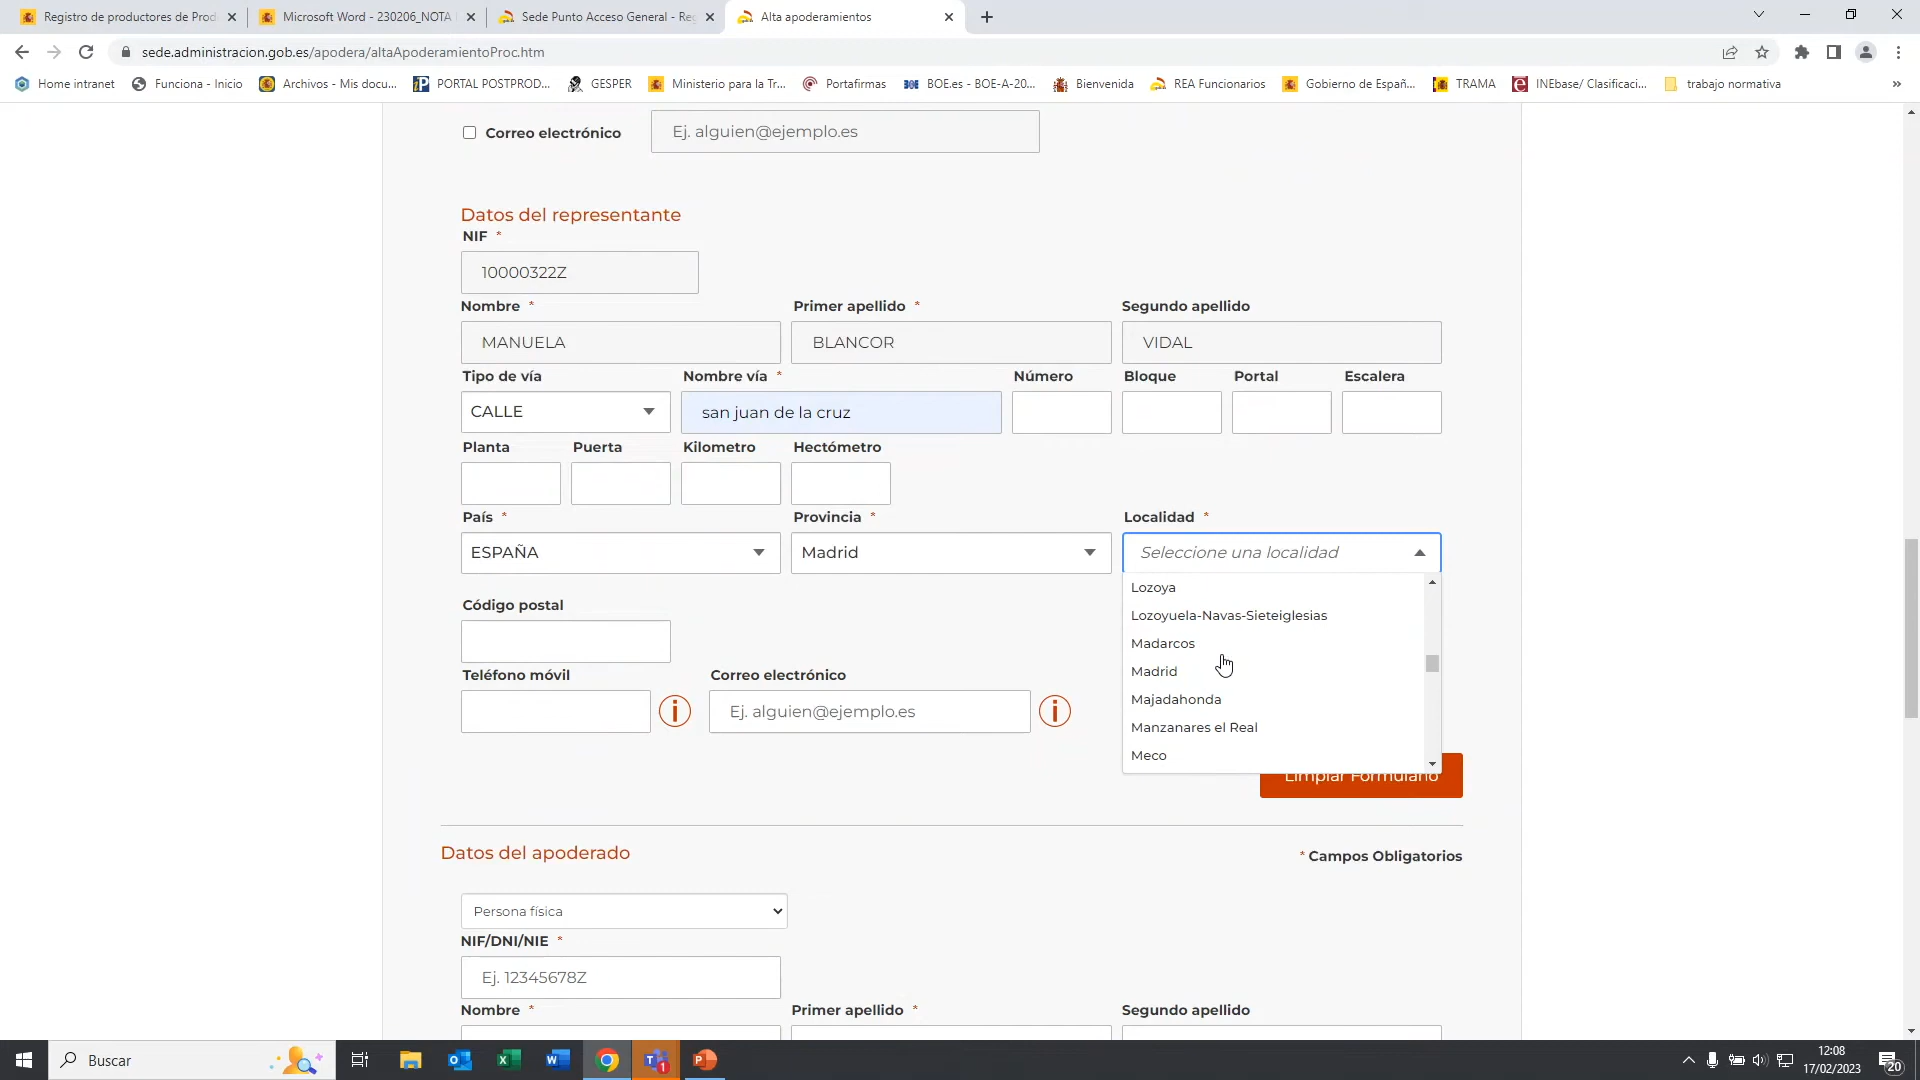 Registro de productores de Prod
Microsoft Word - 230206_NOTA
Sede Punto Acceso General - Re
Alta apoderamientos
sede.administracion.gob.es/apodera/altaApoderamientoProc.htm
Home intranet
Funciona - Inicio
Archivos - Mis docu...
PORTAL POSTPROD...
GESPER
Ministerio para la Tr...
Portafirmas
BOE.es - BOE-A-20...
Bienvenida
REA Funcionarios
Gobierno de Españ...
TRAMA
INEbase/ Clasificaci...
trabajo normativa
»
Correo electrónico
Ej. alguien@ejemplo.es
Datos del representante
NIF *
10000322Z
Nombre * Primer apellido * Segundo apellido
MANUELA BLANCOR VIDAL
Tipo de vía Nombre vía * Número Bloque Portal Escalera
CALLE san juan de la cruz
Planta Puerta Kilometro Hectómetro
País * Provincia * Localidad *
ESPAÑA Madrid Seleccione una localidad
Lozoya
Lozoyuela-Navas-Sieteiglesias
Madarcos
Madrid
Majadahonda
Manzanares el Real
Meco
Código postal
Teléfono móvil Correo electrónico
Ej. alguien@ejemplo.es
Limpiar Formulario
Datos del apoderado
* Campos Obligatorios
Persona física
NIF/DNI/NIE *
Ej. 12345678Z
Nombre * Primer apellido * Segundo apellido
Buscar
1
12:08
17/02/2023
20